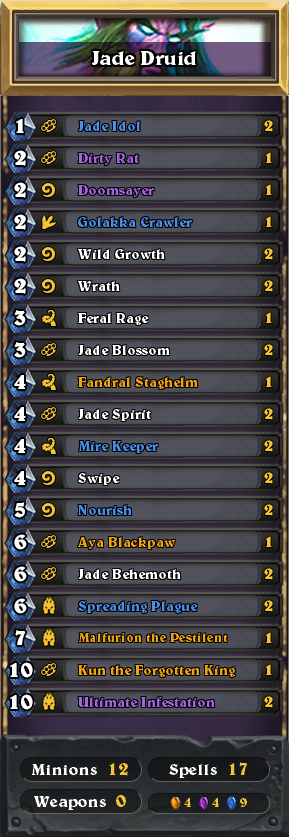 Jade Druid
1 Jade Idol 2
2 Dirty Rat 1
2 Doomsayer 1
2 Golakka Crawler 1
2 Wild Growth 2
2 Wrath 2
3 Feral Rage 1
3 Jade Blossom 2
4 Fandral Staghelm 1
4 Jade Spirit 2
4 Mire Keeper 2
4 Swipe 2
5 Nourish 2
6 Aya Blackpaw 1
6 Jade Behemoth 2
6 Spreading Plague 2
7 Malfurion the Pestilent 1
10 Kun the Forgotten King 1
10 Ultimate Infestation 2
Minions 12 Spells 17
Weapons 0 4 4 9